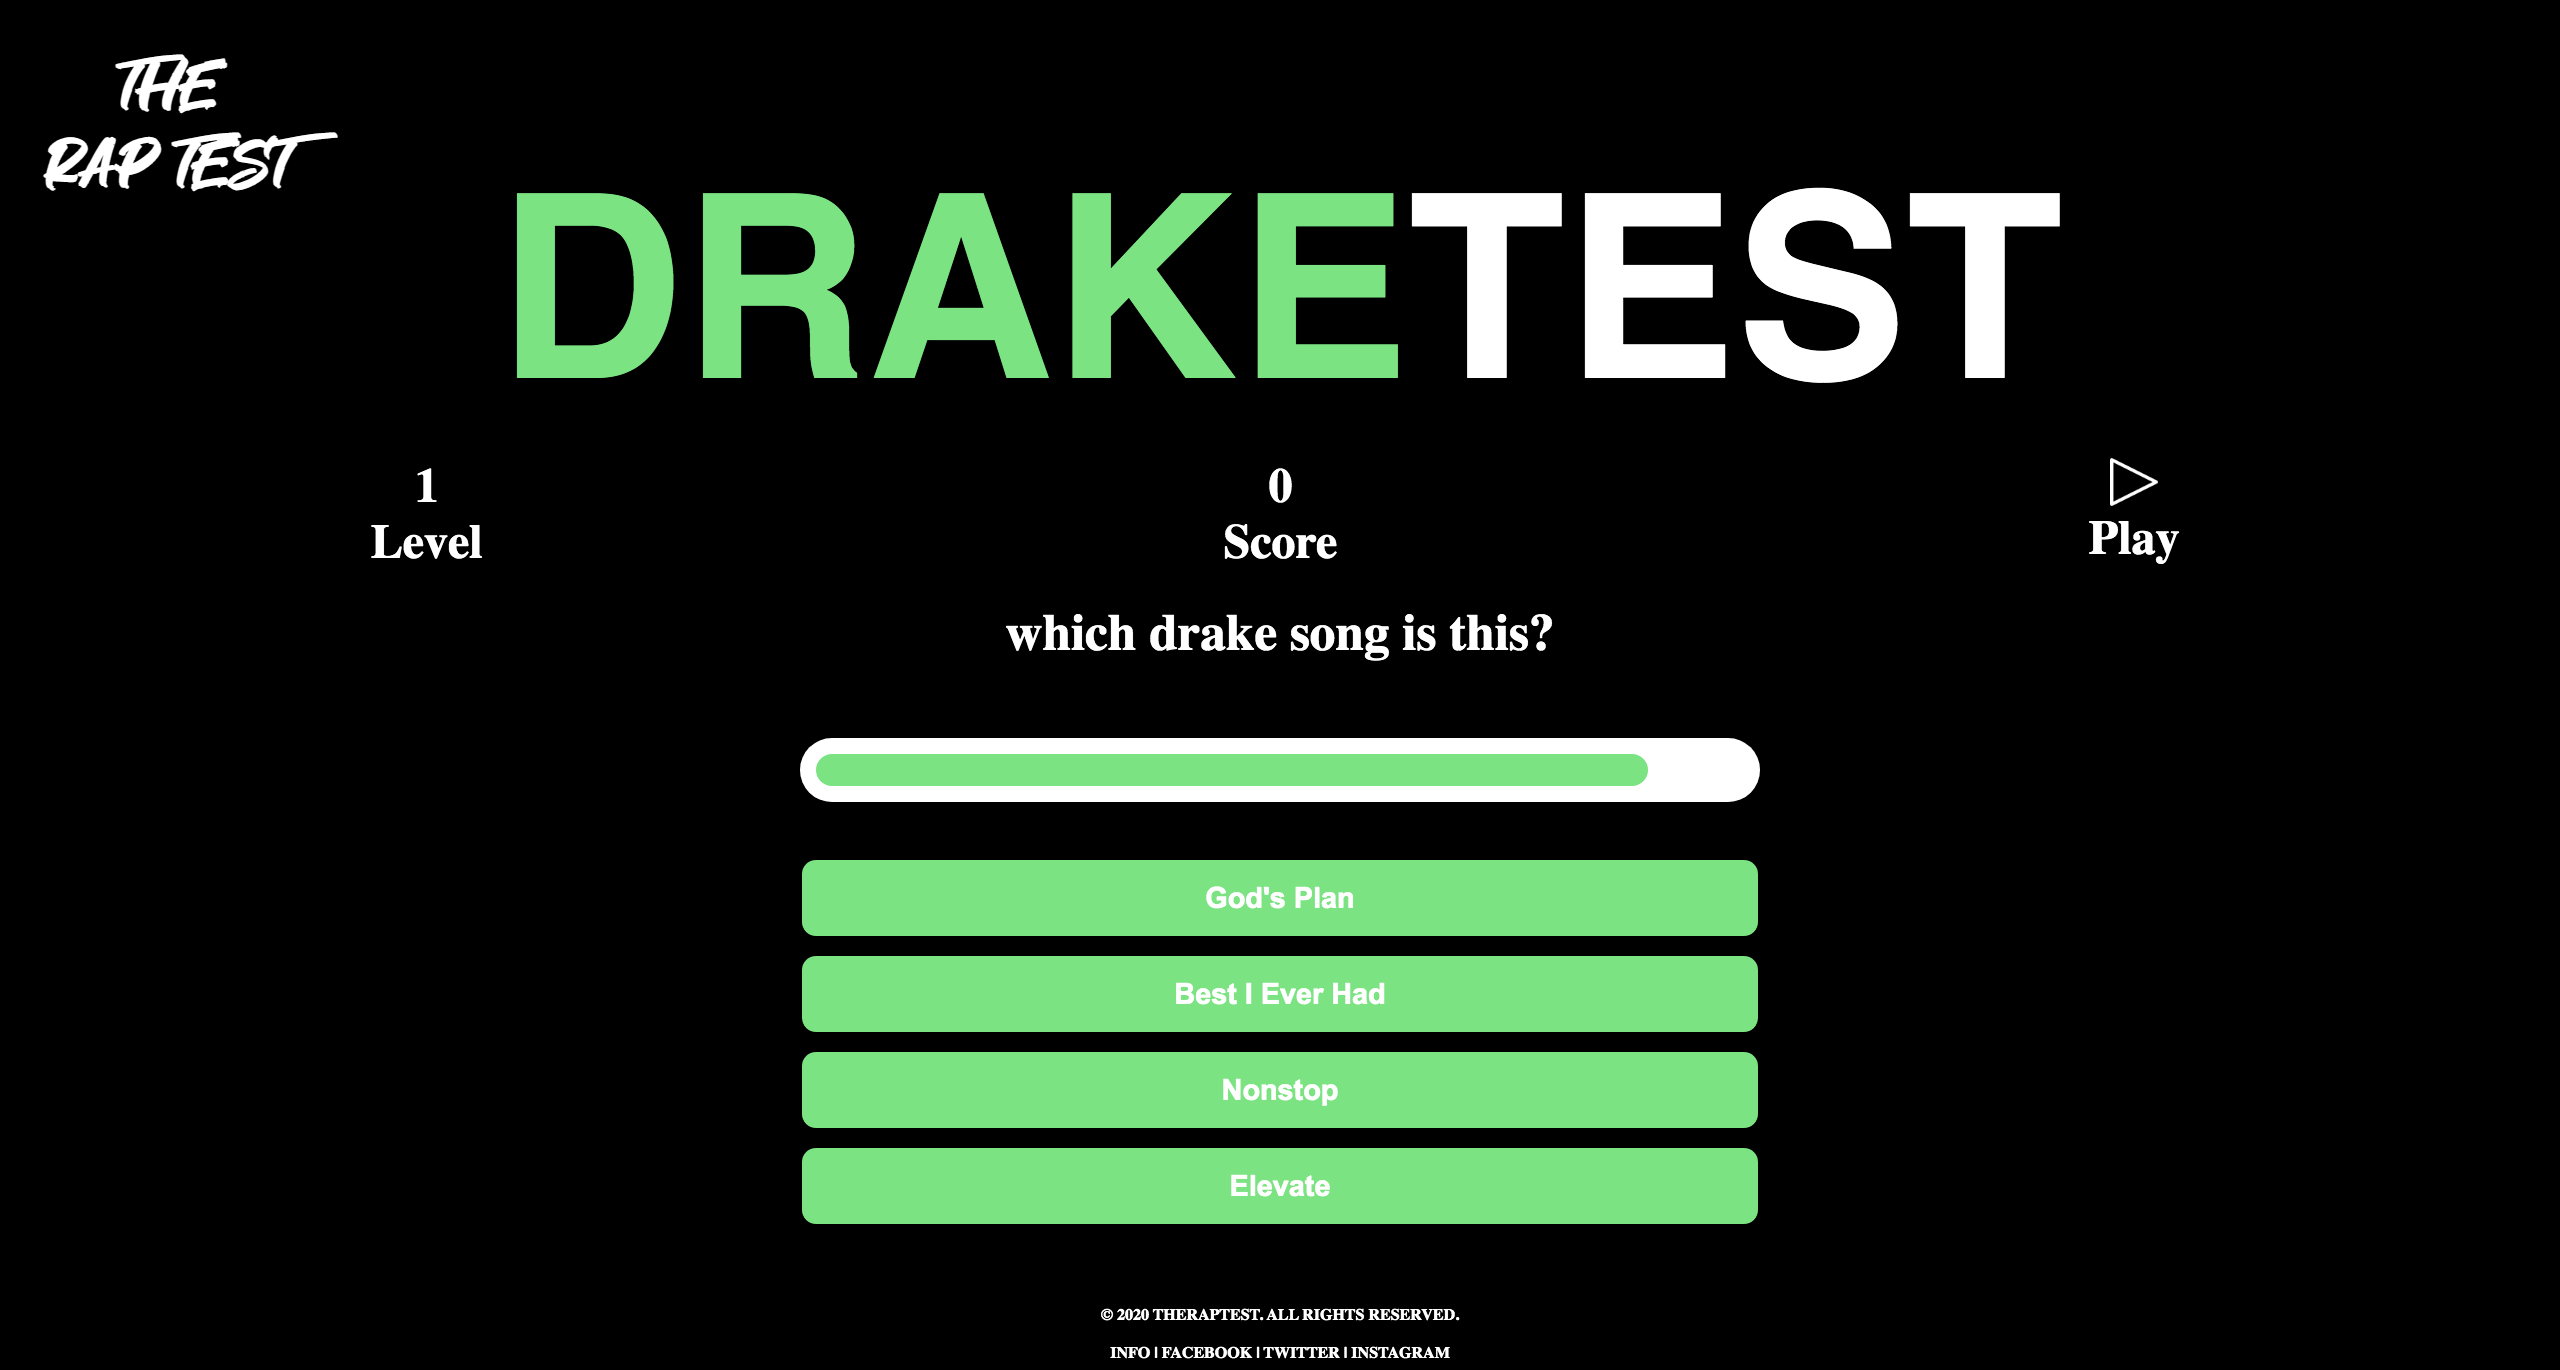 THE
RAP TEST
DRAKETEST
1
Level
0
Score
Play
which drake song is this?
God's Plan
Best I Ever Had
Nonstop
Elevate
© 2020 THERAPTEST. ALL RIGHTS RESERVED.
INFO | FACEBOOK | TWITTER | INSTAGRAM